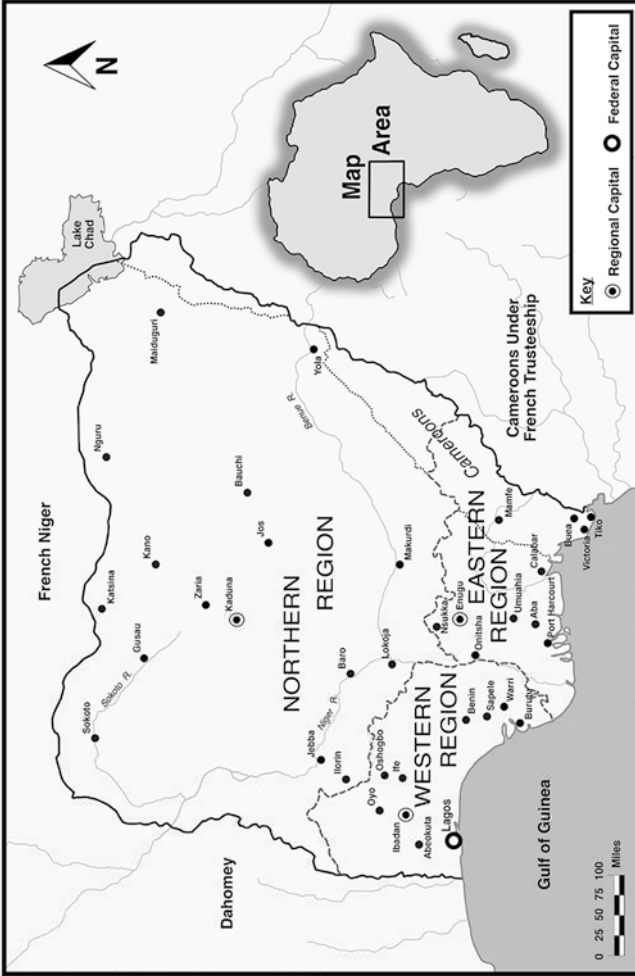 N
French Niger
Lake
Chad
Sokoto
Sokoto R.
Katsina
Gusau
Kano
Nguru
Maiduguri
Zaria
Kaduna
Bauchi
Jos
NORTHERN
REGION
Dahomey
Jebba
Niger R.
Baro
Ilorin
Lokoja
Makurdi
Benue R.
Yola
Oyo
Oshogbo
Ife
Ibadan
Abeokuta
Lagos
WESTERN
REGION
Benin
Sapele
Warri
Burutu
Nsukka
Enugu
EASTERN
REGION
Onitsha
Umuahia
Aba
Port Harcourt
Calabar
Mamfe
Cameroons
Buea
Victoria
Tiko
Cameroons Under
French Trusteeship
Gulf of Guinea
0 25 50 75 100
Miles
Map
Area
Key
Regional Capital
Federal Capital